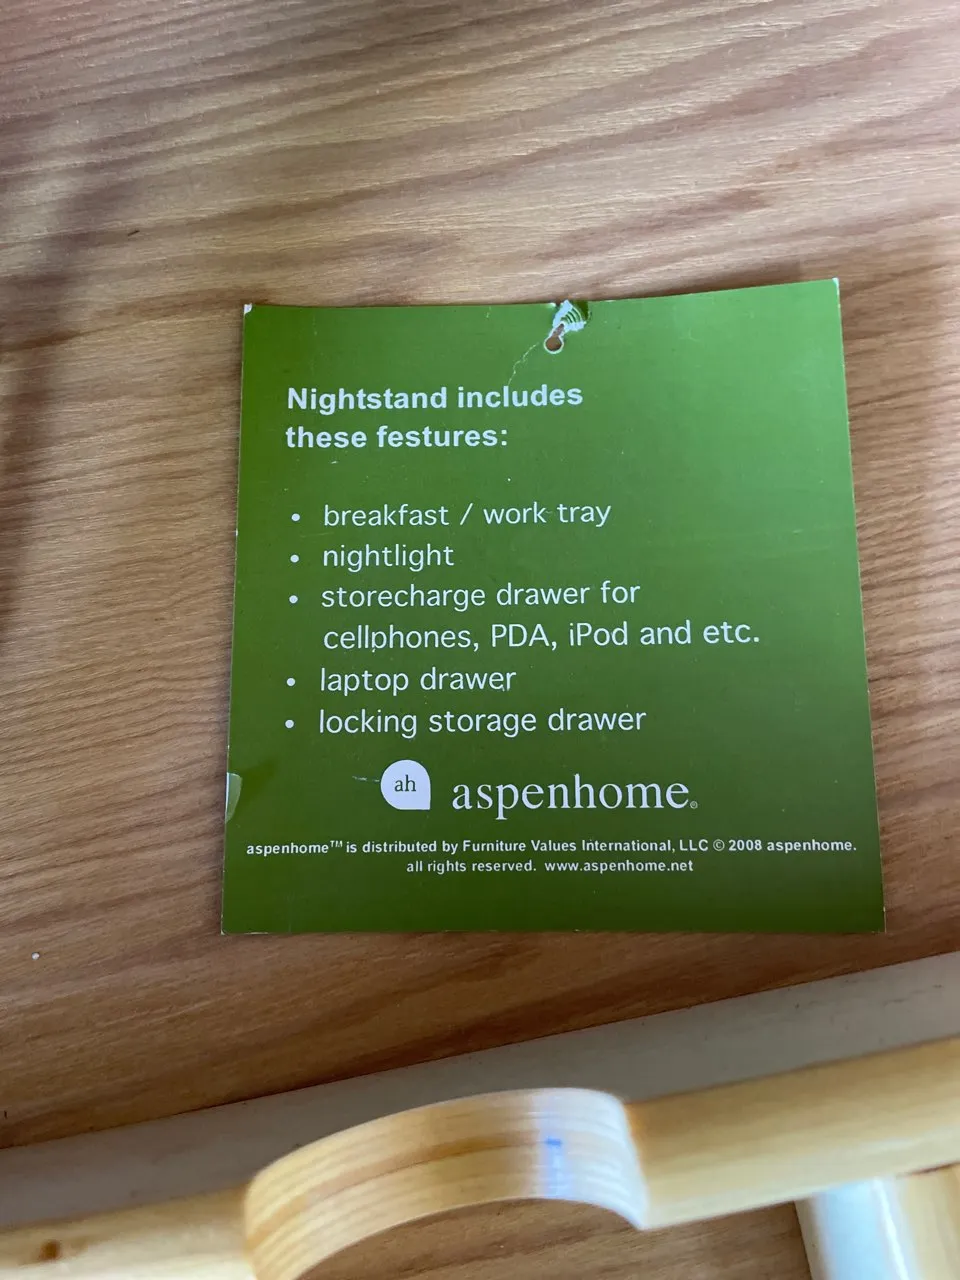 Nightstand includes
these festures:
• breakfast / work tray
• nightlight
• storecharge drawer for
cellphones, PDA, iPod and etc.
• laptop drawer
• locking storage drawer
ah aspenhome®
aspenhome™ is distributed by Furniture Values International, LLC © 2008 aspenhome.
all rights reserved. www.aspenhome.net